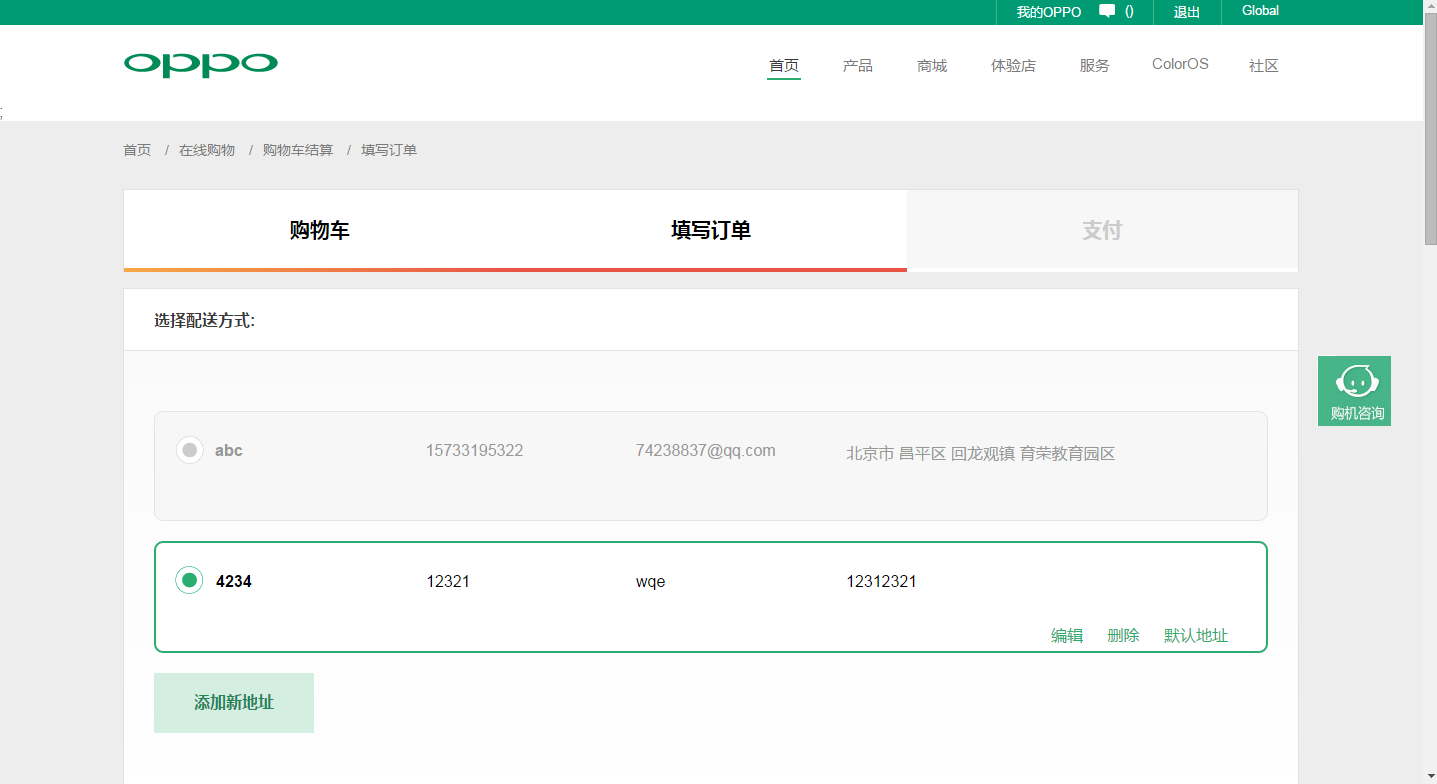 我的OPPO () 退出 Global
oppo 首页 产品 商城 体验店 服务 ColorOS 社区
;
首页 / 在线购物 / 购物车结算 / 填写订单
购物车 填写订单 支付
选择配送方式:
购机咨询
abc 15733195322 74238837@qq.com 北京市 昌平区 回龙观镇 育荣教育园区
4234 12321 wqe 12312321
编辑 删除 默认地址
添加新地址